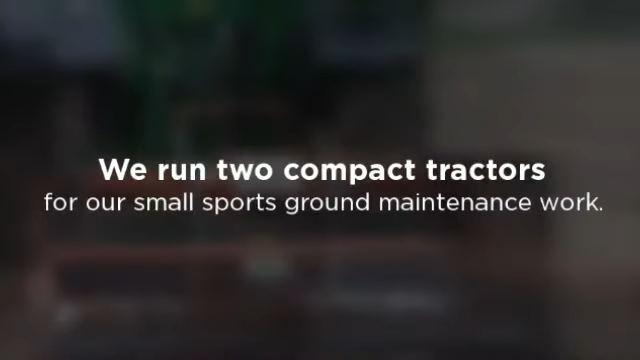 We run two compact tractors
for our small sports ground maintenance work.